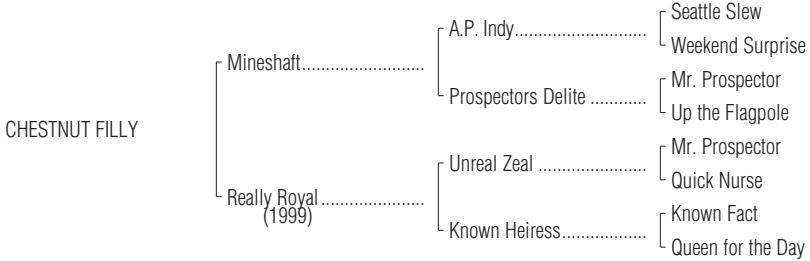 Seattle Slew
A.P. Indy..............................
Weekend Surprise
Mineshaft............................
Mr. Prospector
Prospectors Delite ............
Up the Flagpole
CHESTNUT FILLY
Mr. Prospector
Unreal Zeal ........................
Quick Nurse
Really Royal.......................
(1999)
Known Fact
Known Heiress...................
Queen for the Day